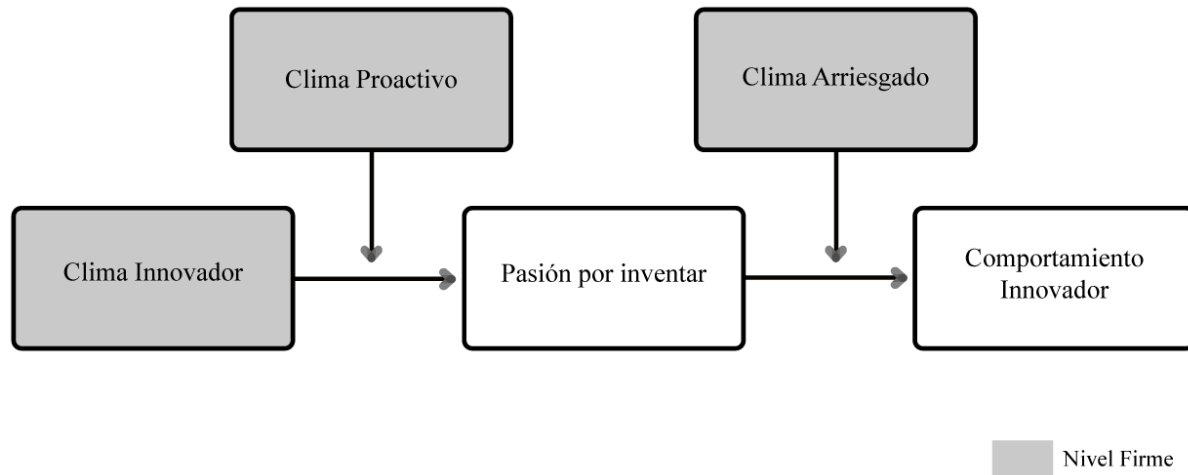 Clima Proactivo
Clima Arriesgado
Clima Innovador
Pasión por inventar
Comportamiento
Innovador
Nivel Firme